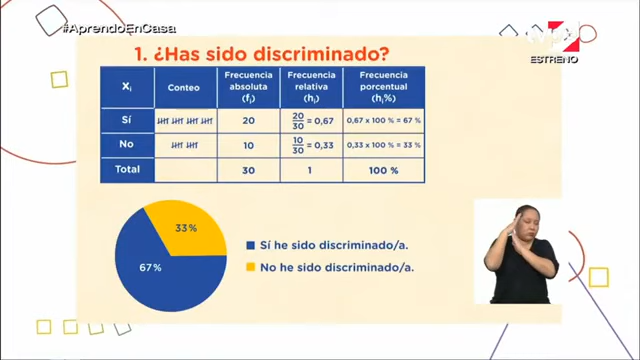 #AprendoEnCasa
ESTRENO
1. ¿Has sido discriminado?
Xi Conteo Frecuencia absoluta (fi) Frecuencia relativa (hi) Frecuencia porcentual (hi%)
Sí 20 20/30 = 0,67 0,67 x 100 % = 67 %
No 10 10/30 = 0,33 0,33 x 100 % = 33 %
Total 30 1 100 %
33%
67%
Sí he sido discriminado/a.
No he sido discriminado/a.